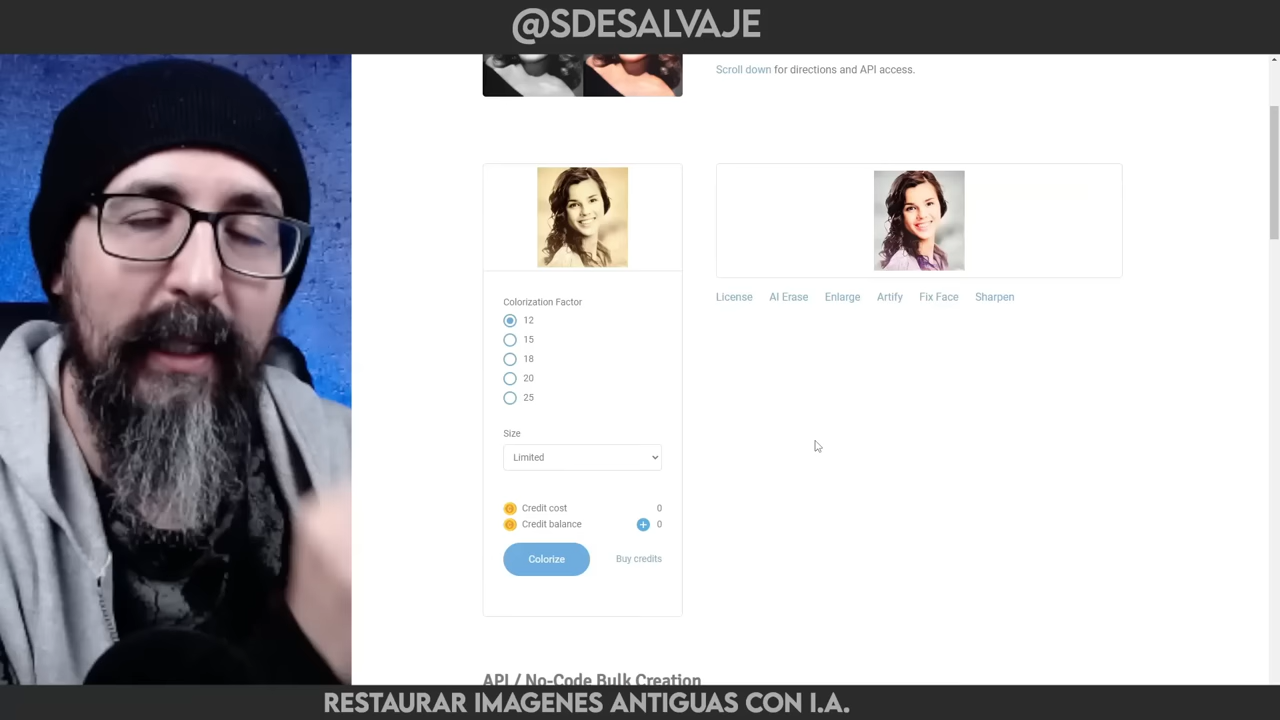 @SDESALVAJE
Scroll down for directions and API access.
License AI Erase Enlarge Artify Fix Face Sharpen
Colorization Factor
12
15
18
20
25
Size
Limited
Credit cost 0
Credit balance + 0
Colorize Buy credits
API / No-Code Bulk Creation
RESTAURAR IMAGENES ANTIGUAS CON I.A.